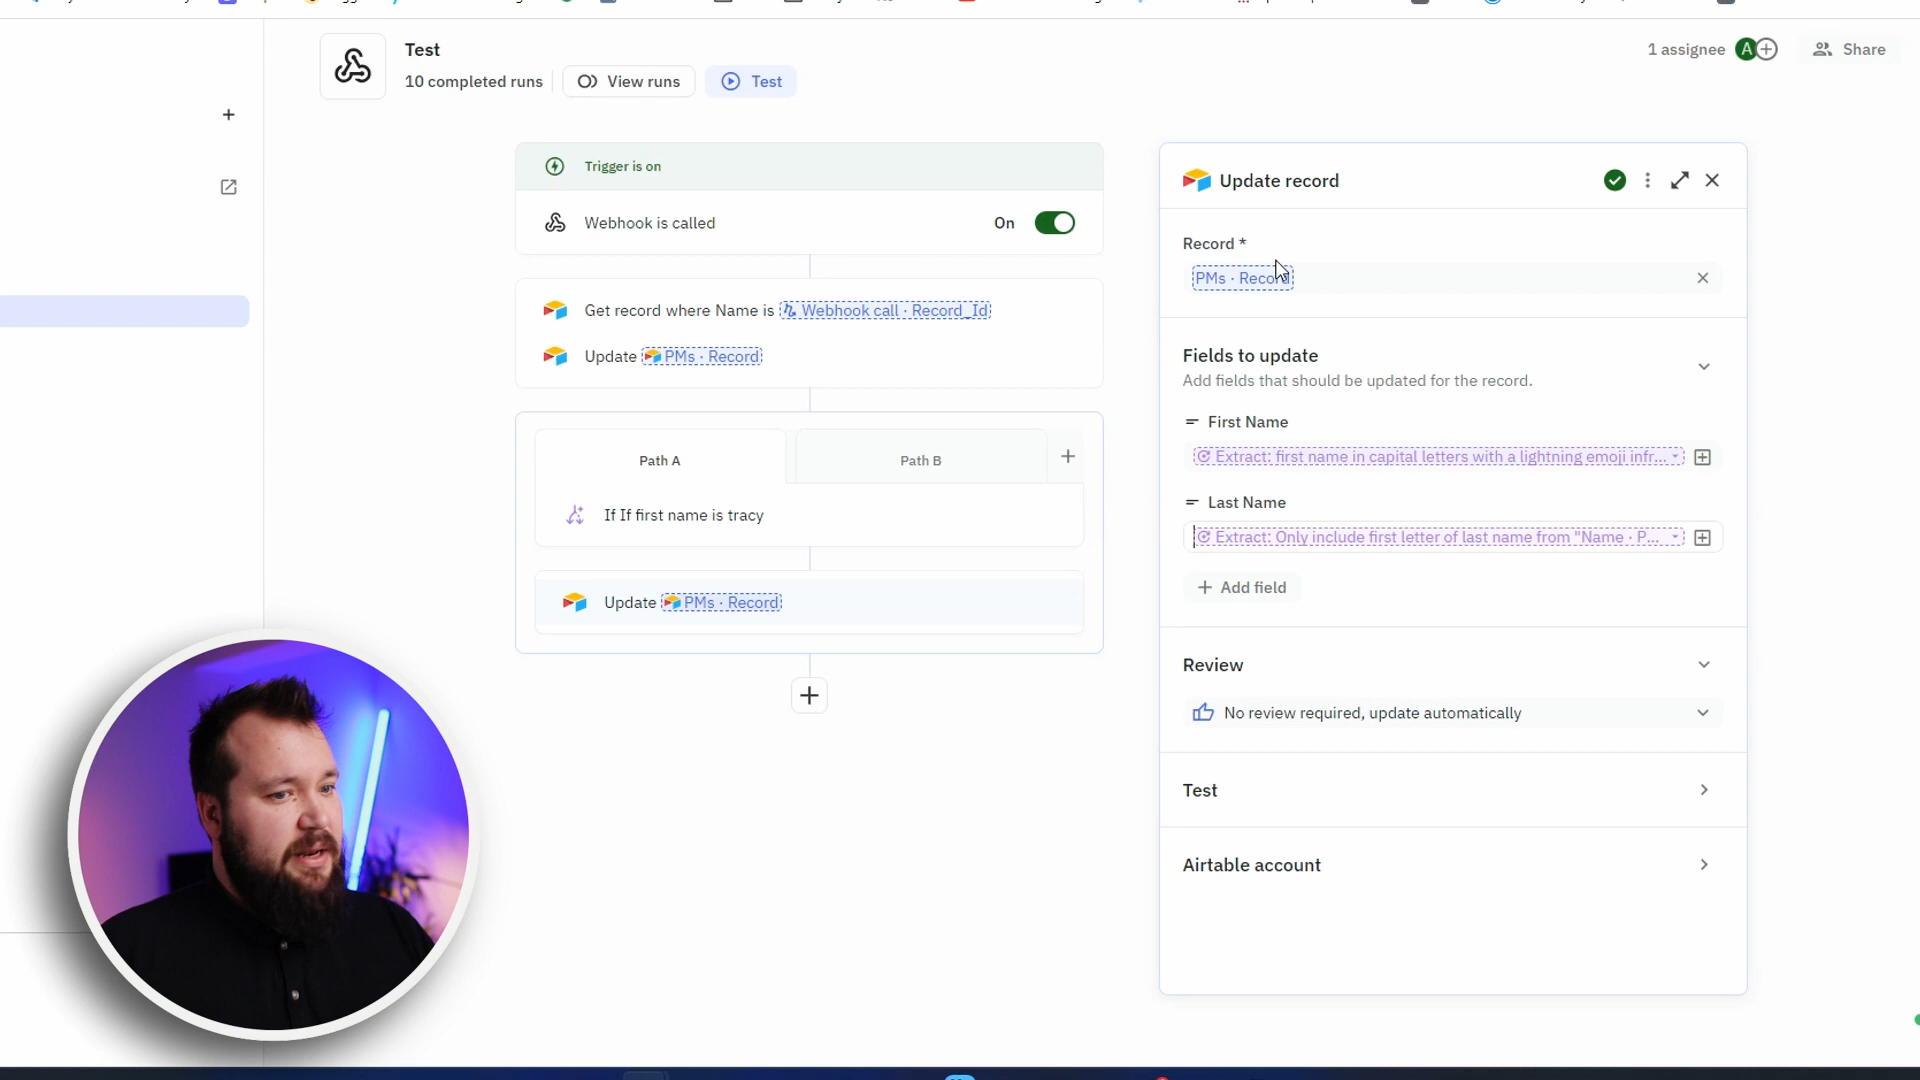 Test
10 completed runs
View runs
Test
1 assignee
A
Share
Trigger is on
Webhook is called
On
Get record where Name is Webhook call · Record_Id
Update PMs · Record
Path A
Path B
If If first name is tracy
Update PMs · Record
Update record
Record *
PMs · Record
Fields to update
Add fields that should be updated for the record.
First Name
Extract: first name in capital letters with a lightning emoji infr...
Last Name
Extract: Only include first letter of last name from "Name · P...
Add field
Review
No review required, update automatically
Test
Airtable account